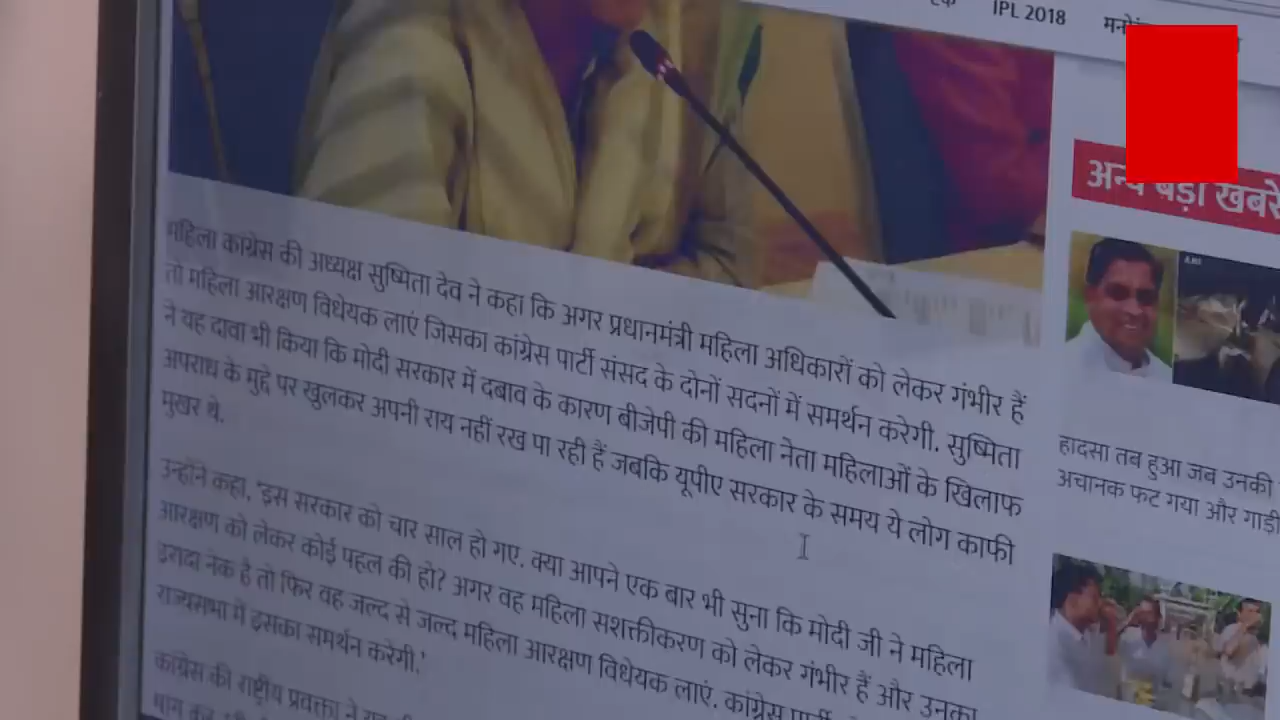 IPL 2018
अन्य बड़ी खबरें
महिला कांग्रेस की अध्यक्ष सुष्मिता देव ने कहा कि अगर प्रधानमंत्री महिला अधिकारों को लेकर गंभीर हैं
तो महिला आरक्षण विधेयक लाएं जिसका कांग्रेस पार्टी संसद के दोनों सदनों में समर्थन करेगी. सुष्मिता
ने यह दावा भी किया कि मोदी सरकार में दबाव के कारण बीजेपी की महिला नेता महिलाओं के खिलाफ
अपराध के मुद्दे पर खुलकर अपनी राय नहीं रख पा रही हैं जबकि यूपीए सरकार के समय ये लोग काफी
मुखर थे.
उन्होंने कहा, 'इस सरकार को चार साल हो गए. क्या आपने एक बार भी सुना कि मोदी जी ने महिला
आरक्षण को लेकर कोई पहल की हो? अगर वह महिला सशक्तीकरण को लेकर गंभीर हैं और उनका
इरादा नेक है तो फिर वह जल्द से जल्द महिला आरक्षण विधेयक लाएं. कांग्रेस पार्टी
राज्यसभा में इसका समर्थन करेगी.'
कांग्रेस की राष्ट्रीय प्रवक्ता ने
हादसा तब हुआ जब उनकी
अचानक फट गया और गाड़ी